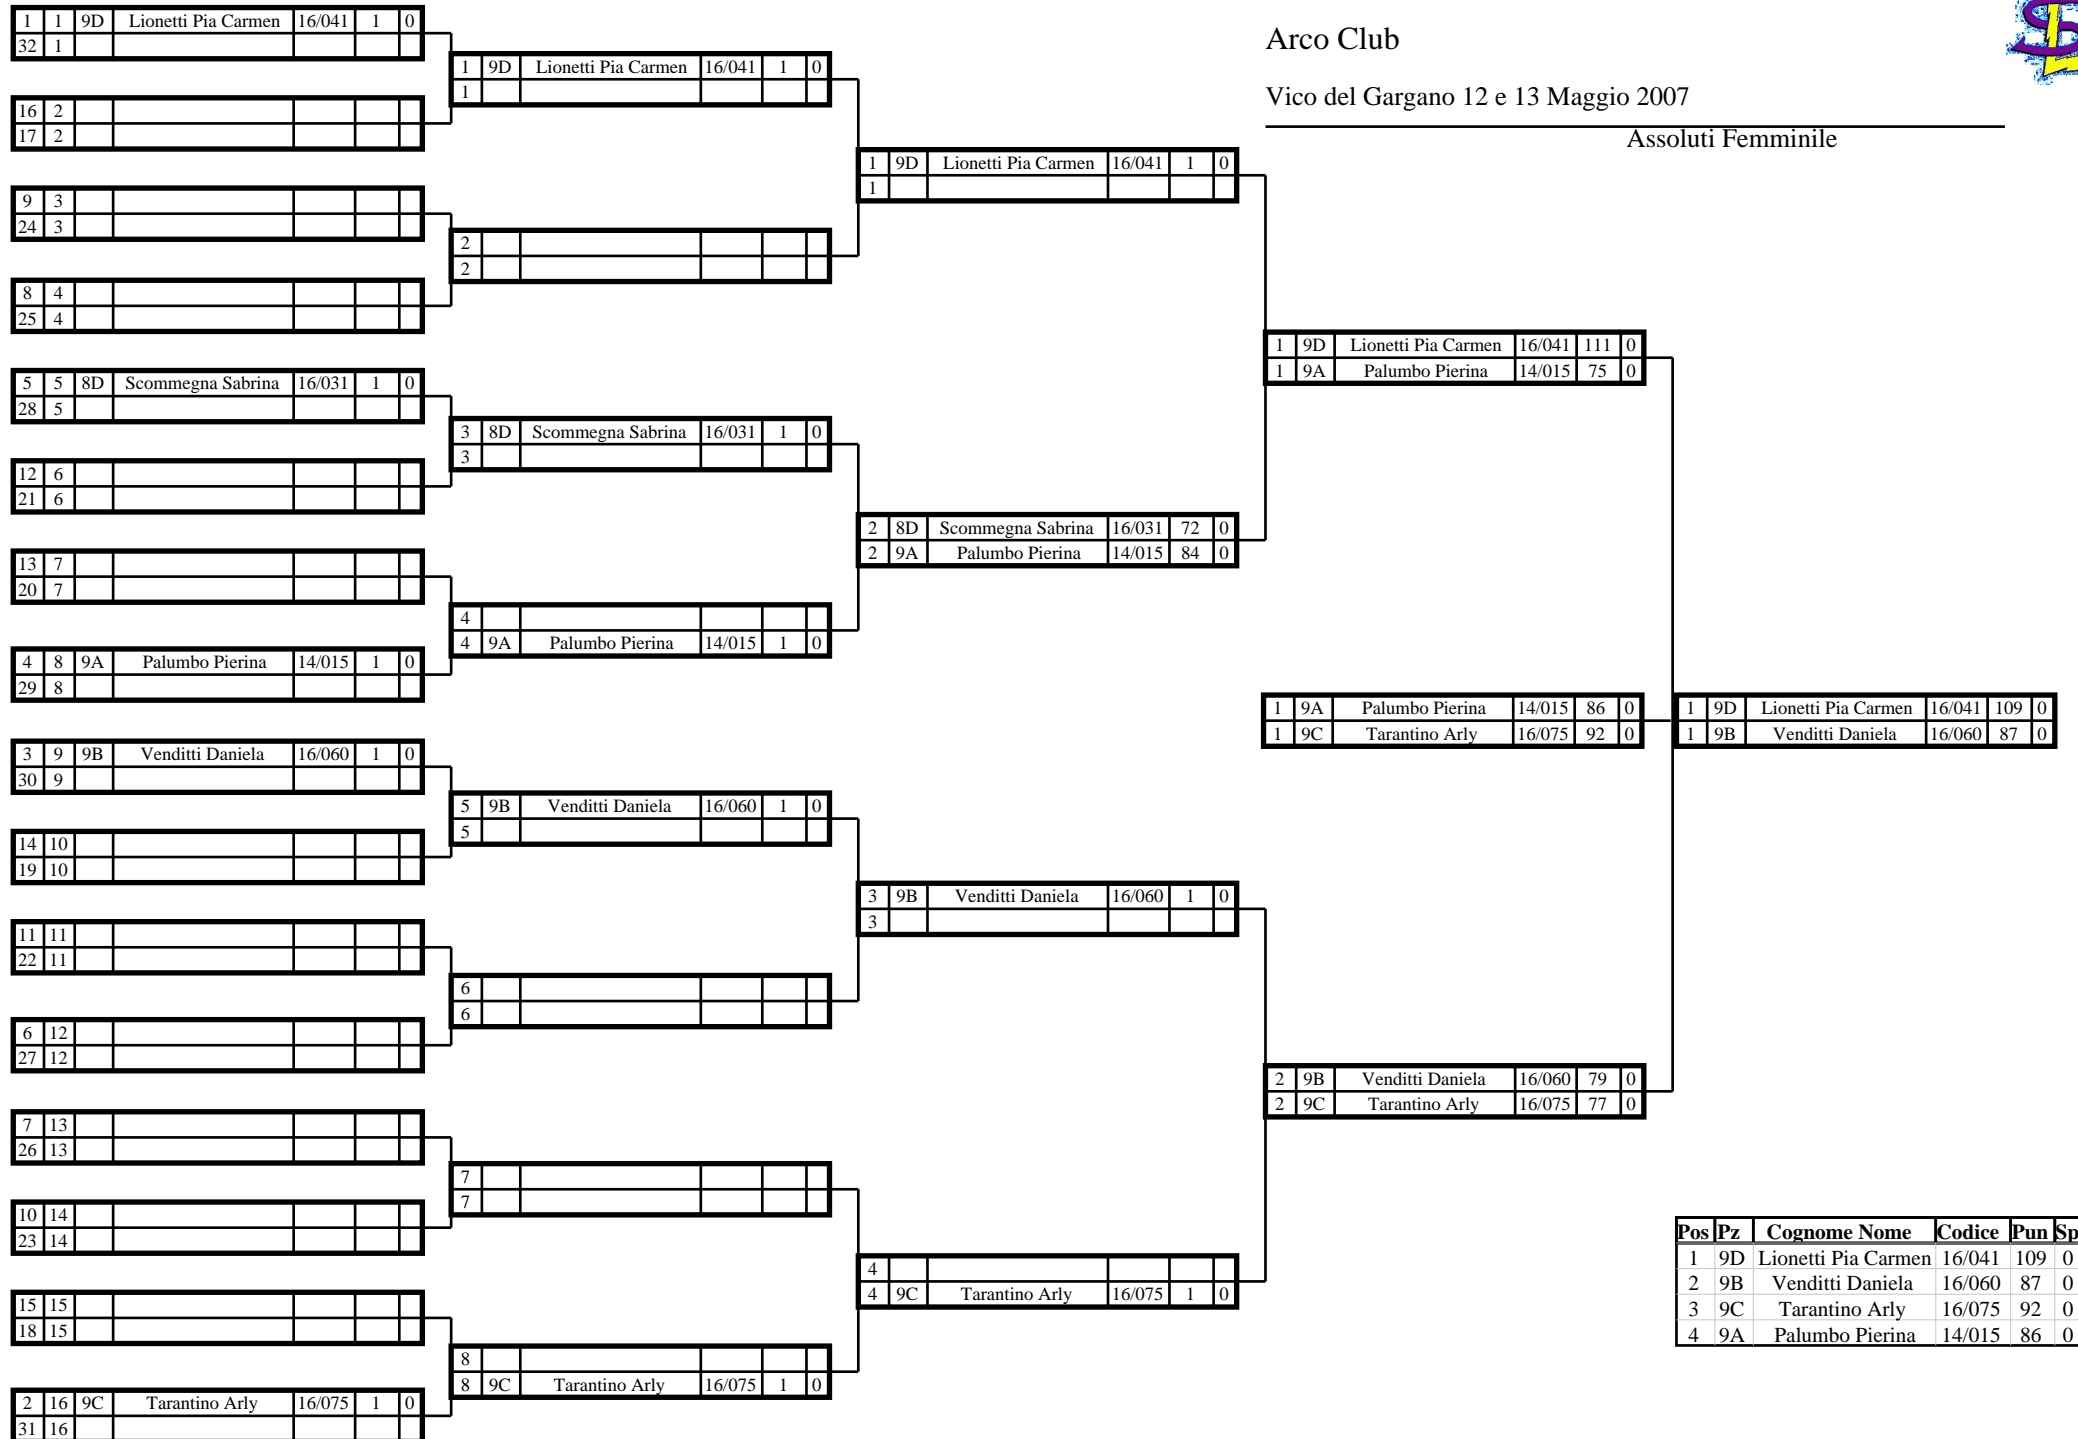 Arco Club
Vico del Gargano 12 e 13 Maggio 2007
Assoluti Femminile
1 1 9D Lionetti Pia Carmen 16/041 1 0
32 1
16 2
17 2
9 3
24 3
8 4
25 4
5 5 8D Scommegna Sabrina 16/031 1 0
28 5
12 6
21 6
13 7
20 7
4 8 9A Palumbo Pierina 14/015 1 0
29 8
3 9 9B Venditti Daniela 16/060 1 0
30 9
14 10
19 10
11 11
22 11
6 12
27 12
7 13
26 13
10 14
23 14
15 15
18 15
2 16 9C Tarantino Arly 16/075 1 0
31 16
1 9D Lionetti Pia Carmen 16/041 1 0
1
2
2
3 8D Scommegna Sabrina 16/031 1 0
3
4
4 9A Palumbo Pierina 14/015 1 0
5 9B Venditti Daniela 16/060 1 0
5
6
6
7
7
8
8 9C Tarantino Arly 16/075 1 0
1 9D Lionetti Pia Carmen 16/041 1 0
1
2 8D Scommegna Sabrina 16/031 72 0
2 9A Palumbo Pierina 14/015 84 0
3 9B Venditti Daniela 16/060 1 0
3
4
4 9C Tarantino Arly 16/075 1 0
1 9D Lionetti Pia Carmen 16/041 111 0
1 9A Palumbo Pierina 14/015 75 0
1 9A Palumbo Pierina 14/015 86 0
1 9C Tarantino Arly 16/075 92 0
2 9B Venditti Daniela 16/060 79 0
2 9C Tarantino Arly 16/075 77 0
1 9D Lionetti Pia Carmen 16/041 109 0
1 9B Venditti Daniela 16/060 87 0
Pos Pz Cognome Nome Codice Pun Sp
1 9D Lionetti Pia Carmen 16/041 109 0
2 9B Venditti Daniela 16/060 87 0
3 9C Tarantino Arly 16/075 92 0
4 9A Palumbo Pierina 14/015 86 0